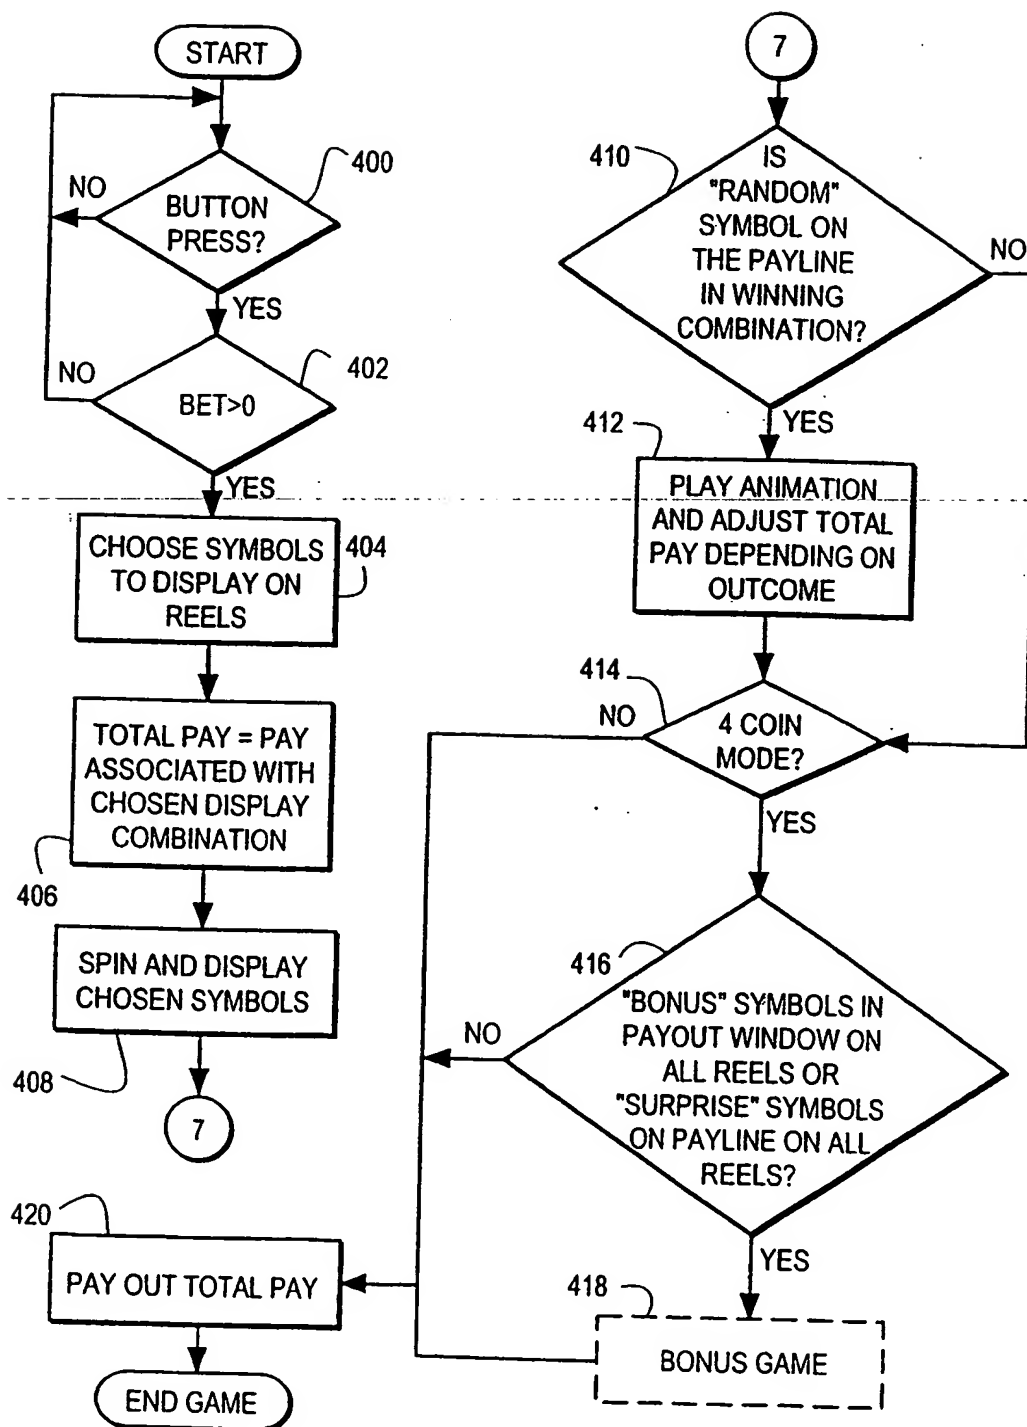 START
400
NO
BUTTON
PRESS?
YES
402
NO
BET>0
YES
CHOOSE SYMBOLS
TO DISPLAY ON
REELS
404
TOTAL PAY = PAY
ASSOCIATED WITH
CHOSEN DISPLAY
COMBINATION
406
SPIN AND DISPLAY
CHOSEN SYMBOLS
408
7
420
PAY OUT TOTAL PAY
END GAME
7
410
IS
"RANDOM"
SYMBOL ON
THE PAYLINE
IN WINNING
COMBINATION?
NO
YES
412
PLAY ANIMATION
AND ADJUST TOTAL
PAY DEPENDING ON
OUTCOME
414
NO
4 COIN
MODE?
YES
416
"BONUS" SYMBOLS IN
PAYOUT WINDOW ON
ALL REELS OR
"SURPRISE" SYMBOLS
ON PAYLINE ON ALL
REELS?
NO
YES
418
BONUS GAME